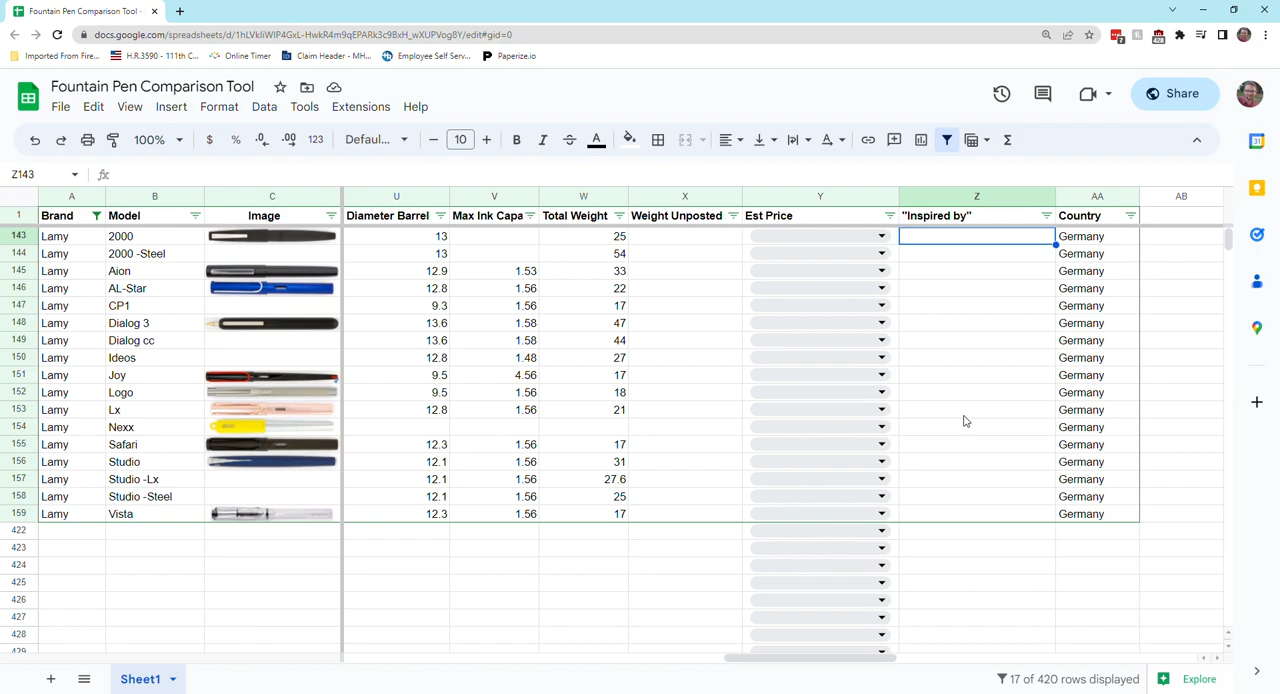 Fountain Pen Comparison Tool -
docs.google.com/spreadsheets/d/1hLVkIiWlP4GxL-HwkR4m9qEPARk3c9BxH_wXUPVog8Y/edit#gid=0
Imported From Fire... H.R.3590 - 111th C... Online Timer Claim Header - MH... Employee Self Serv... Paperize.io
Fountain Pen Comparison Tool
File Edit View Insert Format Data Tools Extensions Help
Share
100% $ % .0 .00 123 Defaul... 10 B I A
Z143 fx
A B C U V W X Y Z AA AB
1 Brand Model Image Diameter Barrel Max Ink Capa Total Weight Weight Unposted Est Price "Inspired by" Country
143 Lamy 2000 13 25 Germany
144 Lamy 2000 -Steel 13 54 Germany
145 Lamy Aion 12.9 1.53 33 Germany
146 Lamy AL-Star 12.8 1.56 22 Germany
147 Lamy CP1 9.3 1.56 17 Germany
148 Lamy Dialog 3 13.6 1.58 47 Germany
149 Lamy Dialog cc 13.6 1.58 44 Germany
150 Lamy Ideos 12.8 1.48 27 Germany
151 Lamy Joy 9.5 4.56 17 Germany
152 Lamy Logo 9.5 1.56 18 Germany
153 Lamy Lx 12.8 1.56 21 Germany
154 Lamy Nexx Germany
155 Lamy Safari 12.3 1.56 17 Germany
156 Lamy Studio 12.1 1.56 31 Germany
157 Lamy Studio -Lx 12.1 1.56 27.6 Germany
158 Lamy Studio -Steel 12.1 1.56 25 Germany
159 Lamy Vista 12.3 1.56 17 Germany
422
423
424
425
426
427
428
429
Sheet1 17 of 420 rows displayed Explore